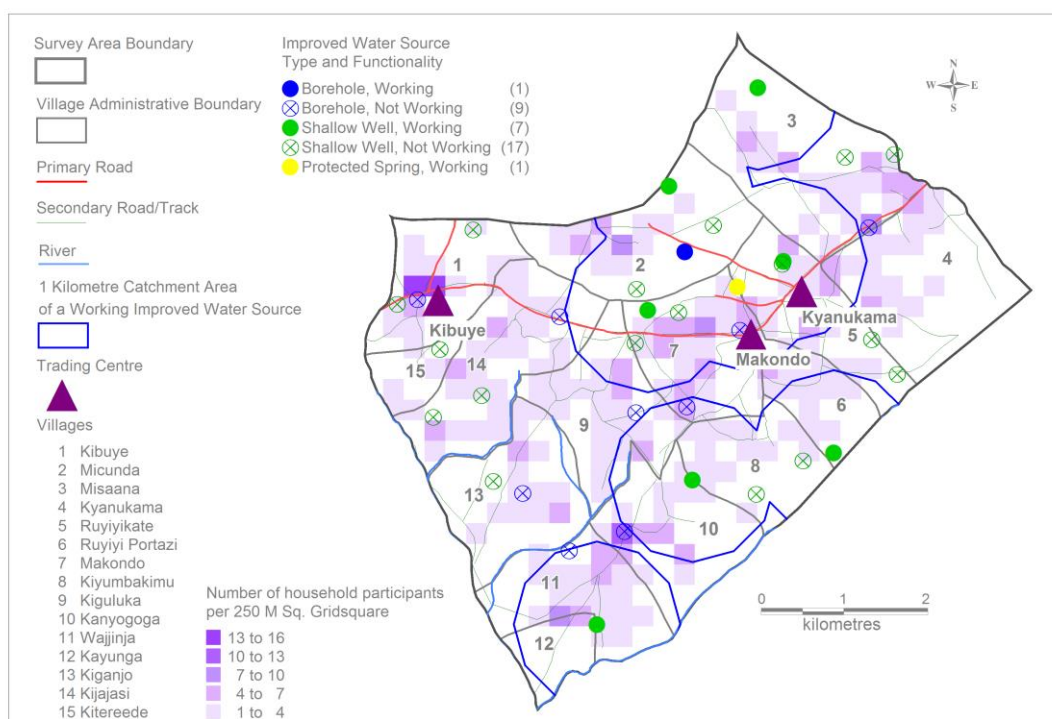 Survey Area Boundary
Village Administrative Boundary
Primary Road
Secondary Road/Track
River
1 Kilometre Catchment Area
of a Working Improved Water Source
Trading Centre
Villages
1 Kibuye
2 Micunda
3 Misaana
4 Kyanukama
5 Ruyiyikate
6 Ruyiyi Portazi
7 Makondo
8 Kiyumbakimu
9 Kiguluka
10 Kanyogoga
11 Wajjinja
12 Kayunga
13 Kiganjo
14 Kijajasi
15 Kitereede
Improved Water Source
Type and Functionality
Borehole, Working (1)
Borehole, Not Working (9)
Shallow Well, Working (7)
Shallow Well, Not Working (17)
Protected Spring, Working (1)
Number of household participants
per 250 M Sq. Gridsquare
13 to 16
10 to 13
7 to 10
4 to 7
1 to 4
N
W E
S
3
4
1
2
Kibuye
Kyanukama
5
Makondo
7
15
14
6
9
8
13
10
11
12
0 1 2
kilometres